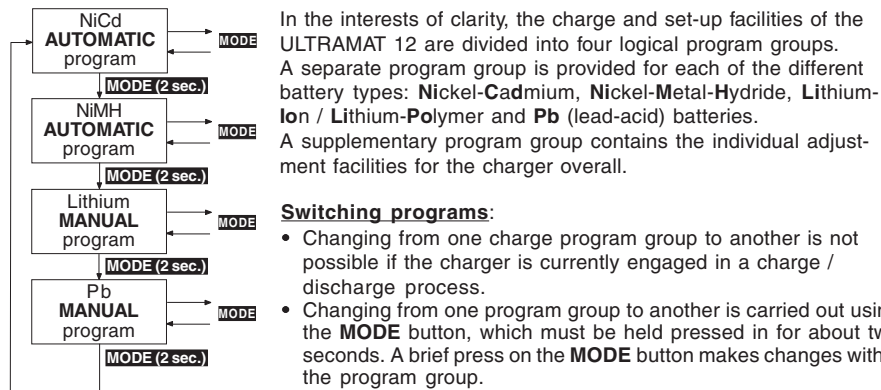 NiCd
AUTOMATIC
program
MODE
MODE (2 sec.)
NiMH
AUTOMATIC
program
MODE
MODE (2 sec.)
Lithium
MANUAL
program
MODE
MODE (2 sec.)
Pb
MANUAL
program
MODE
MODE (2 sec.)
In the interests of clarity, the charge and set-up facilities of the
ULTRAMAT 12 are divided into four logical program groups.
A separate program group is provided for each of the different
battery types: Nickel-Cadmium, Nickel-Metal-Hydride, Lithium-
Ion / Lithium-Polymer and Pb (lead-acid) batteries.
A supplementary program group contains the individual adjust-
ment facilities for the charger overall.
Switching programs:
• Changing from one charge program group to another is not
possible if the charger is currently engaged in a charge /
discharge process.
• Changing from one program group to another is carried out
the MODE button, which must be held pressed in for about
seconds. A brief press on the MODE button makes changes
the program group.